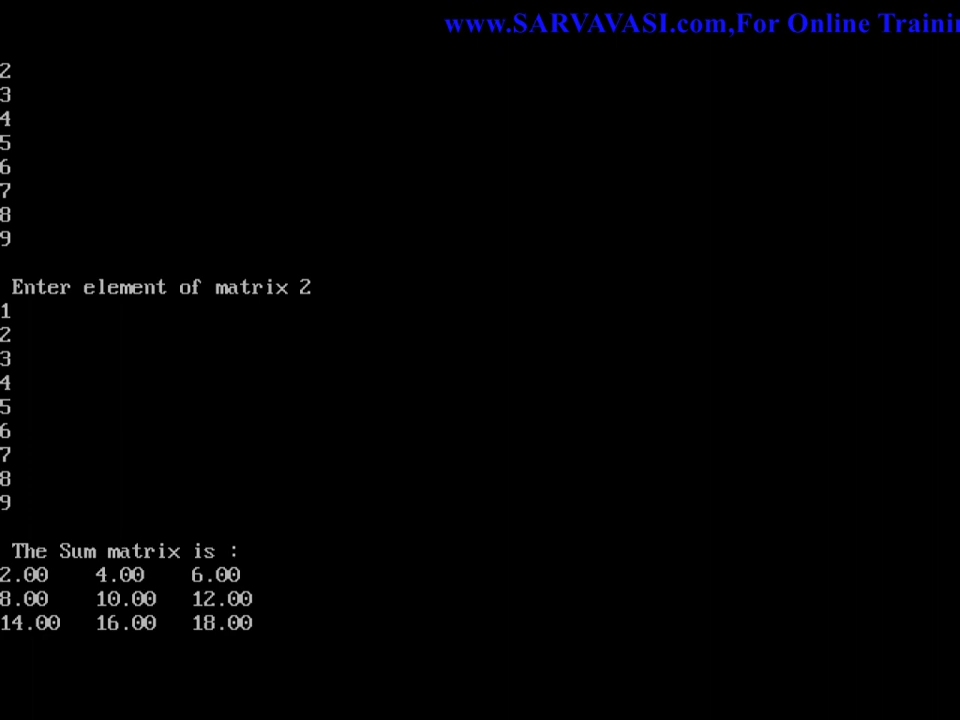 www.SARVAVASI.com,For Online
2
3
4
5
6
7
8
9
Enter element of matrix 2
1
2
3
4
5
6
7
8
9
The Sum matrix is :
2.00 4.00 6.00
8.00 10.00 12.00
14.00 16.00 18.00